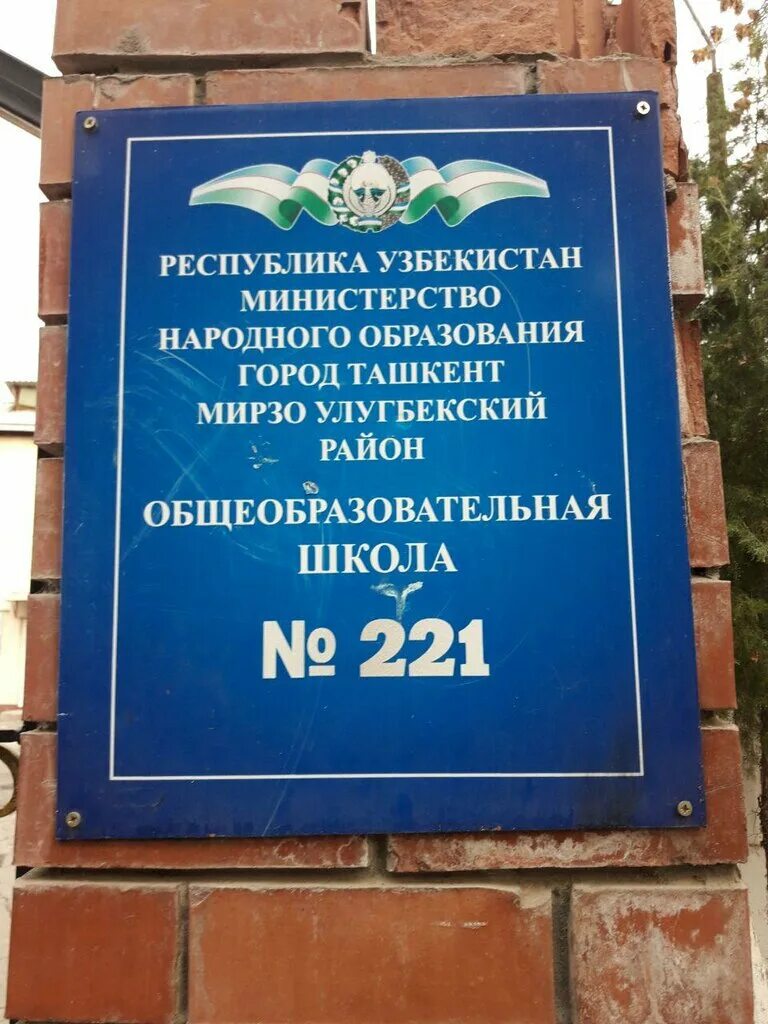 РЕСПУБЛИКА УЗБЕКИСТАН
МИНИСТЕРСТВО
НАРОДНОГО ОБРАЗОВАНИЯ
ГОРОД ТАШКЕНТ
МИРЗО УЛУГБЕКСКИЙ
РАЙОН
ОБЩЕОБРАЗОВАТЕЛЬНАЯ
ШКОЛА
№ 221